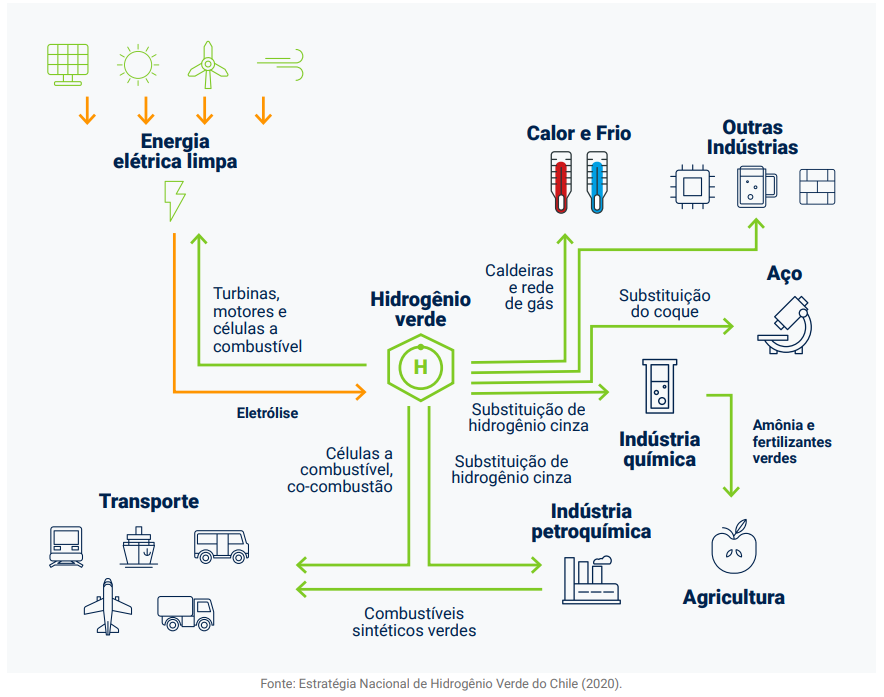 Energia
elétrica limpa
Calor e Frio
Outras
Indústrias
Turbinas,
motores e
células a
combustível
Hidrogênio
verde
H
Caldeiras
e rede
de gás
Substituição
do coque
Aço
Eletrólise
Substituição de
hidrogênio cinza
Indústria
química
Amônia e
fertilizantes
verdes
Células a
combustível,
co-combustão
Substituição de
hidrogênio cinza
Transporte
Indústria
petroquímica
Agricultura
Combustíveis
sintéticos verdes
Fonte: Estratégia Nacional de Hidrogênio Verde do Chile (2020).